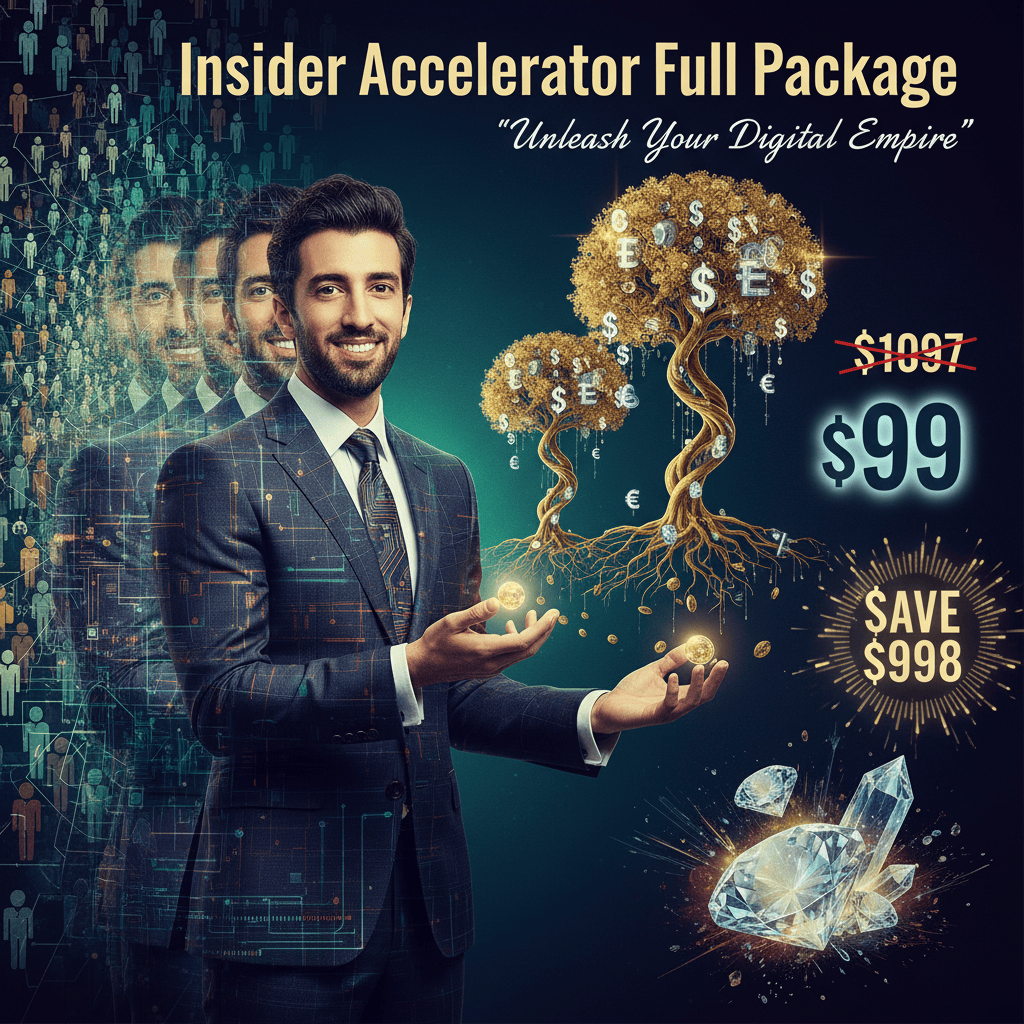 Insider Accelerator Full Package
“Unleash Your Digital Empire”
$1097
$99
$AVE
$998